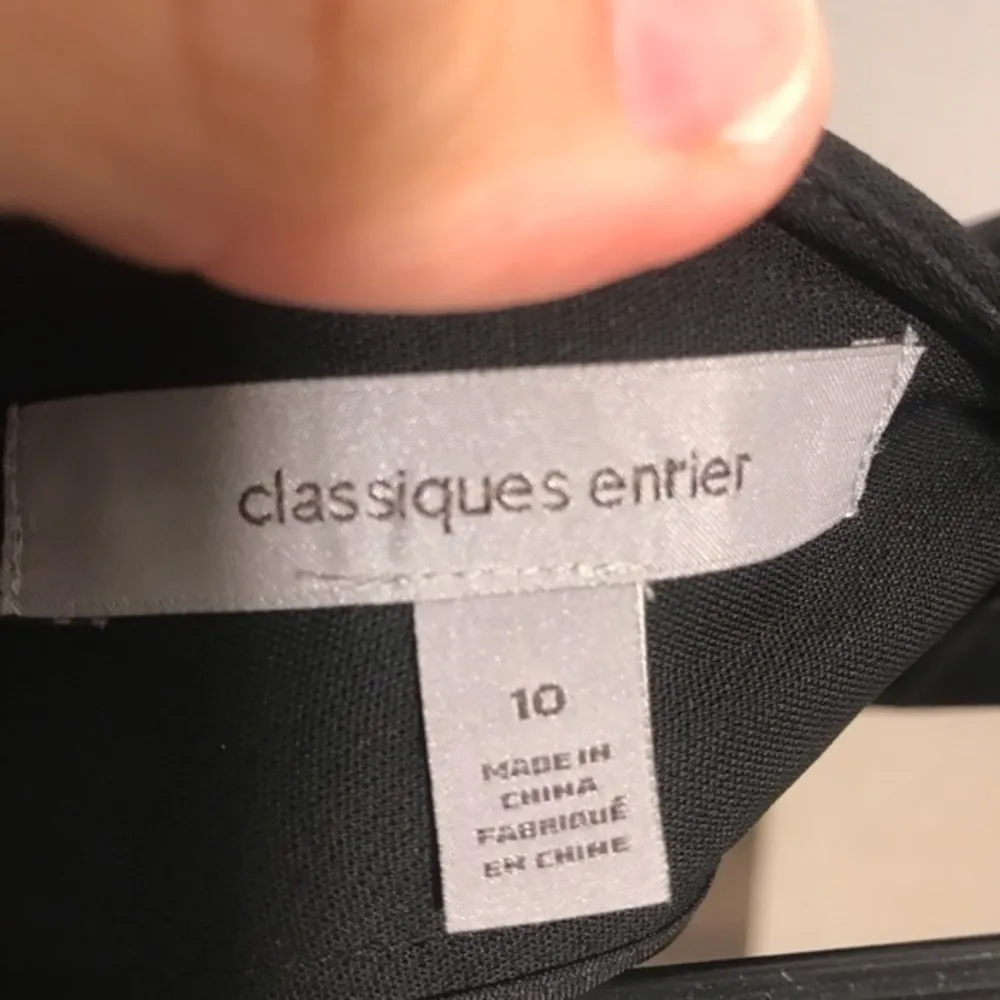 classiques entier
10
MADE IN
CHINA
FABRIQUÉ
EN CHINE